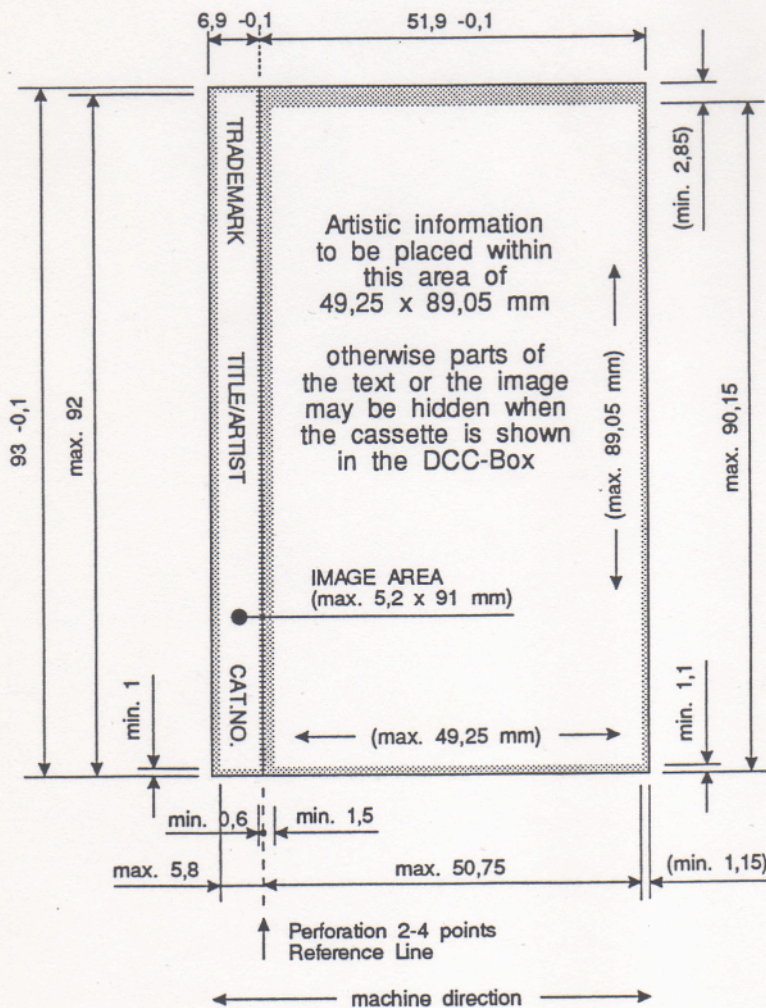 6,9 -0,1
51,9 -0,1
93 -0,1
max. 92
TRADEMARK
TITLE/ARTIST
CAT.NO.
Artistic information
to be placed within
this area of
49,25 x 89,05 mm
otherwise parts of
the text or the image
may be hidden when
the cassette is shown
in the DCC-Box
(max. 89,05 mm)
(min. 2,85)
max. 90,15
IMAGE AREA
(max. 5,2 x 91 mm)
(max. 49,25 mm)
min. 1
min. 1,1
min. 0,6
min. 1,5
max. 5,8
max. 50,75
(min. 1,15)
Perforation 2-4 points
Reference Line
machine direction